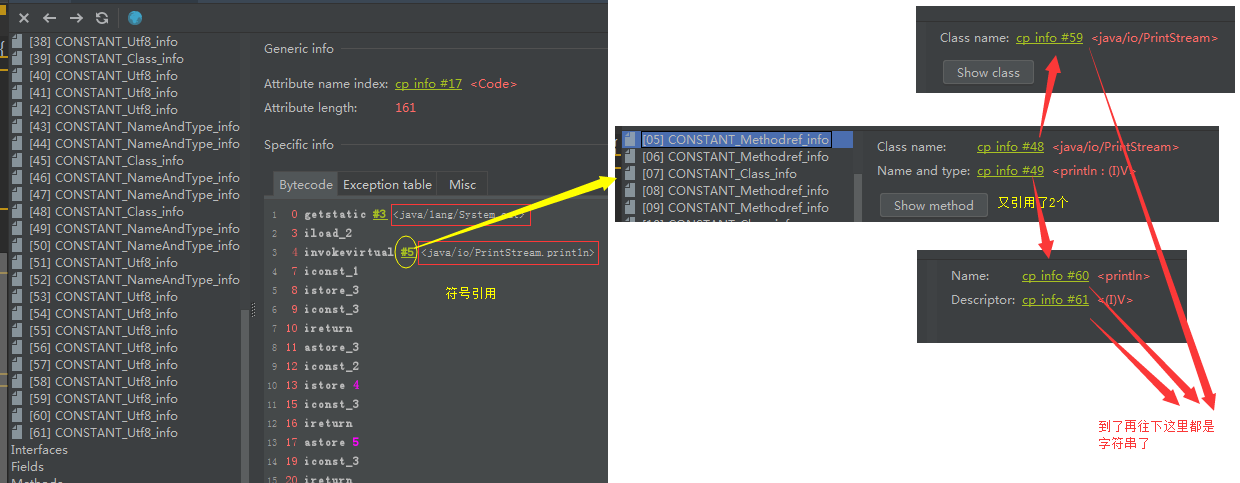 {
[38] CONSTANT_Utf8_info
[39] CONSTANT_Class_info
[40] CONSTANT_Utf8_info
[41] CONSTANT_Utf8_info
[42] CONSTANT_Utf8_info
[43] CONSTANT_NameAndType_info
[44] CONSTANT_NameAndType_info
[45] CONSTANT_Class_info
[46] CONSTANT_NameAndType_info
[47] CONSTANT_NameAndType_info
[48] CONSTANT_Class_info
[49] CONSTANT_NameAndType_info
[50] CONSTANT_NameAndType_info
[51] CONSTANT_Utf8_info
[52] CONSTANT_NameAndType_info
[53] CONSTANT_Utf8_info
[54] CONSTANT_Utf8_info
[55] CONSTANT_Utf8_info
[56] CONSTANT_Utf8_info
[57] CONSTANT_Utf8_info
[58] CONSTANT_Utf8_info
[59] CONSTANT_Utf8_info
[60] CONSTANT_Utf8_info
[61] CONSTANT_Utf8_info
Interfaces
Fields
Methods
Generic info
Attribute name index: cp info #17 <Code>
Attribute length: 161
Specific info
Bytecode Exception table Misc
1 0 getstatic #3 <java/lang/System.out>
2 3 iload_2
3 4 invokevirtual #5 <java/io/PrintStream.println>
4 7 iconst_1
5 8 istore_3
6 9 iconst_3
7 10 ireturn
8 11 astore_3
9 12 iconst_2
10 13 istore 4
11 15 iconst_3
12 16 ireturn
13 17 astore 5
14 19 iconst_3
15 20 ireturn
符号引用
Class name: cp info #59 <java/io/PrintStream>
Show class
[05] CONSTANT_Methodref_info
[06] CONSTANT_Methodref_info
[07] CONSTANT_Class_info
[08] CONSTANT_Methodref_info
[09] CONSTANT_Methodref_info
[10] CONSTANT_Class_info
Class name: cp info #48 <java/io/PrintStream>
Name and type: cp info #49 <println : (I)V>
Show method
又引用了2个
Name: cp info #60 <println>
Descriptor: cp info #61 <(I)V>
到了再往下这里都是
字符串了